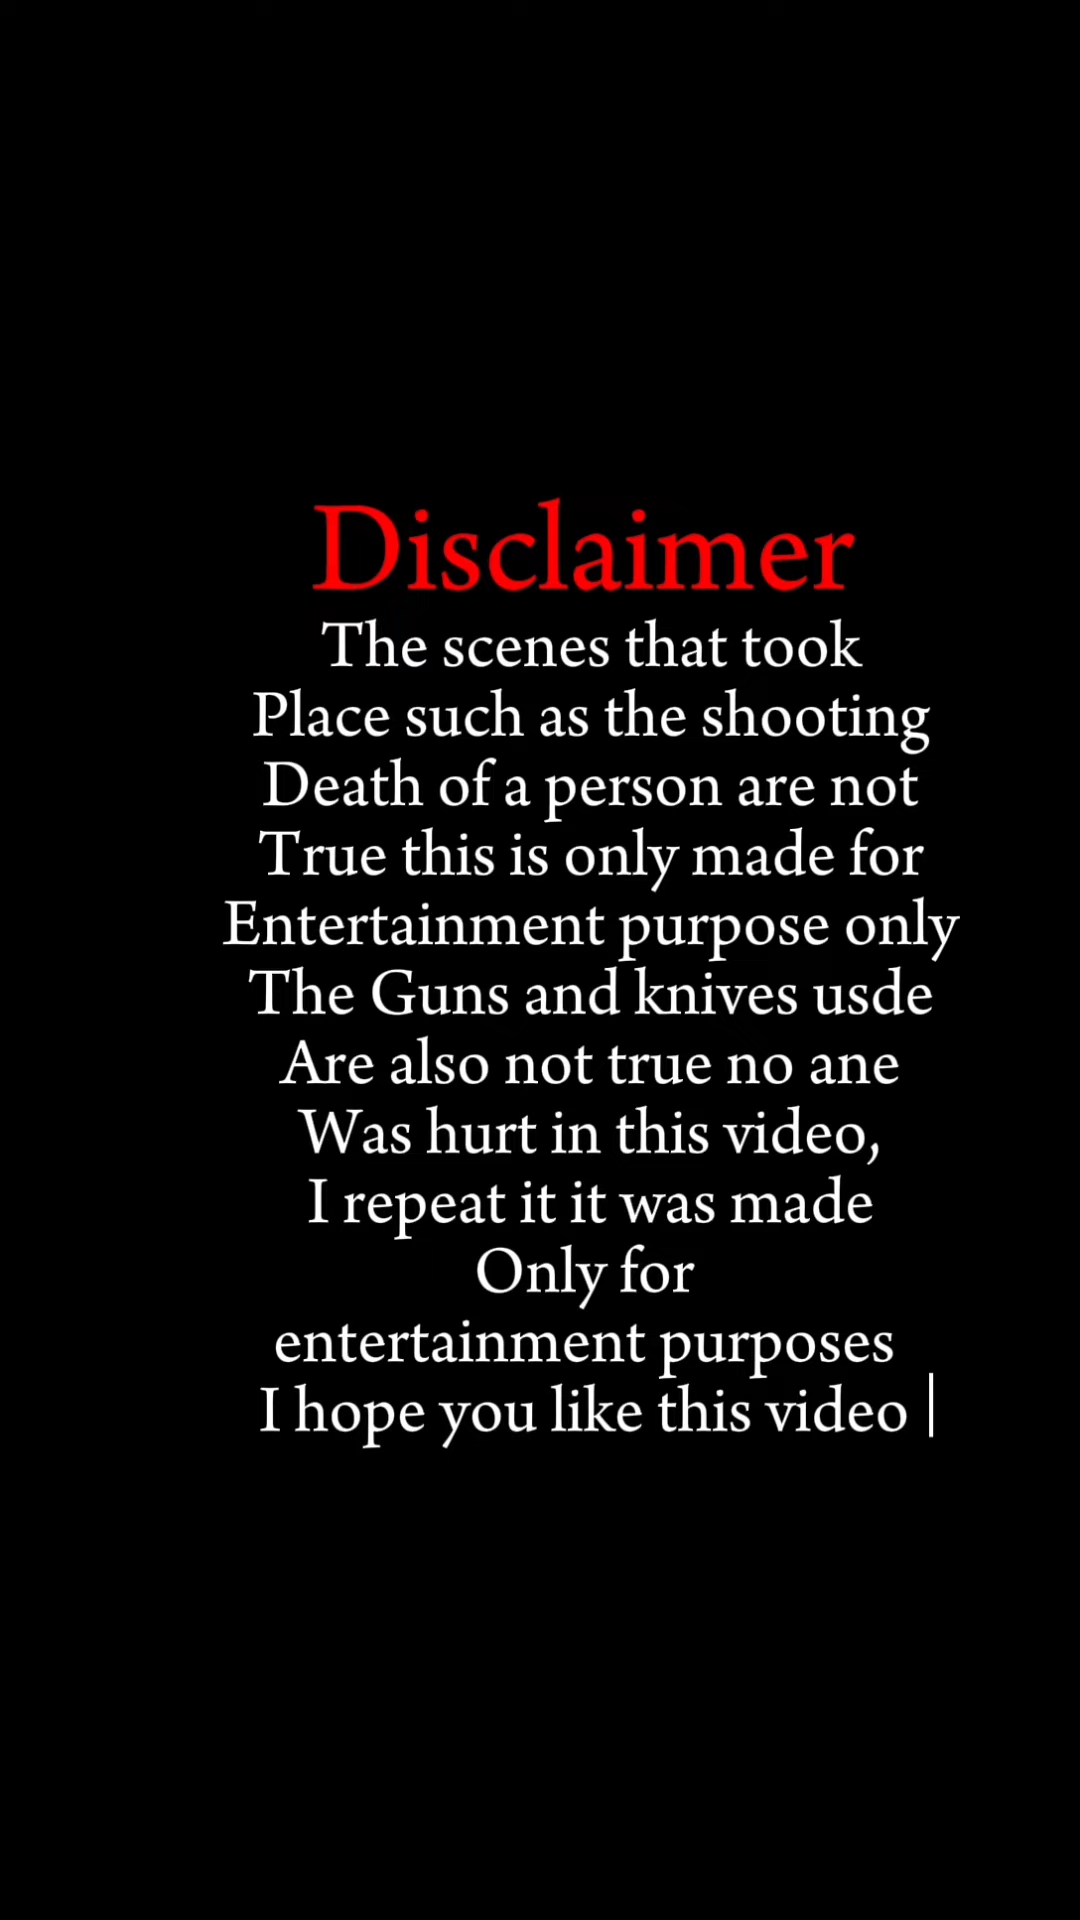 Disclaimer
The scenes that took
Place such as the shooting
Death of a person are not
True this is only made for
Entertainment purpose only
The Guns and knives usde
Are also not true no ane
Was hurt in this video,
I repeat it it was made
Only for
entertainment purposes
I hope you like this video |